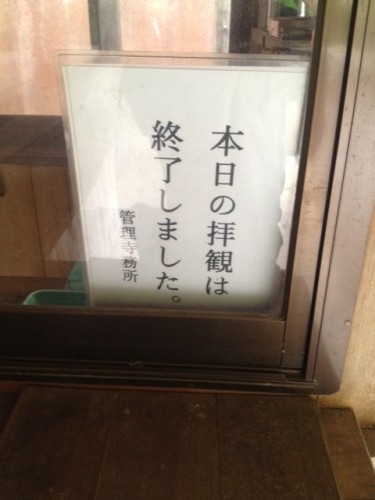 本日の拝観は
終了しました。
管理寺務所